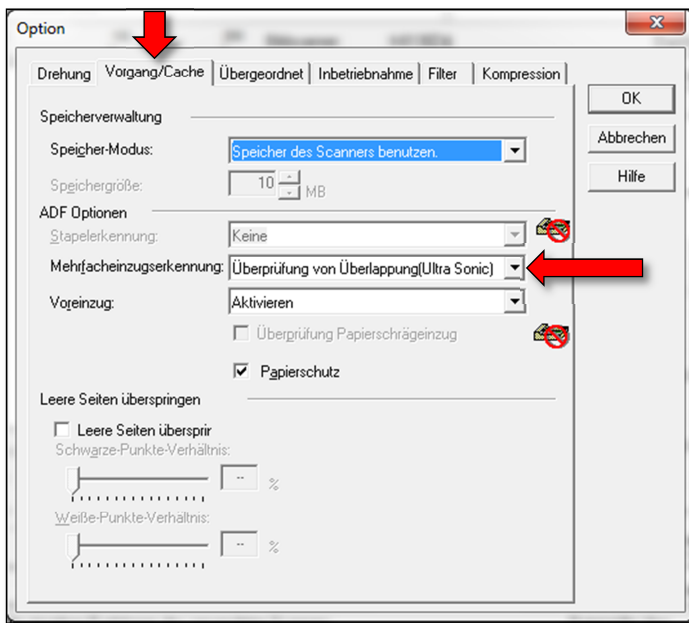 Option
Drehung Vorgang/Cache Übergeordnet Inbetriebnahme Filter Kompression
OK
Abbrechen
Hilfe
Speicherverwaltung
Speicher-Modus: Speicher des Scanners benutzen.
Speichergröße: 10 MB
ADF Optionen
Stapelerkennung: Keine
Mehrfacheinzugserkennung: Überprüfung von Überlappung(Ultra Sonic)
Voreinzug: Aktivieren
Überprüfung Papierschrägeinzug
Papierschutz
Leere Seiten überspringen
Leere Seiten überspir
Schwarze-Punkte-Verhältnis:
-- %
Weiße-Punkte-Verhältnis:
-- %